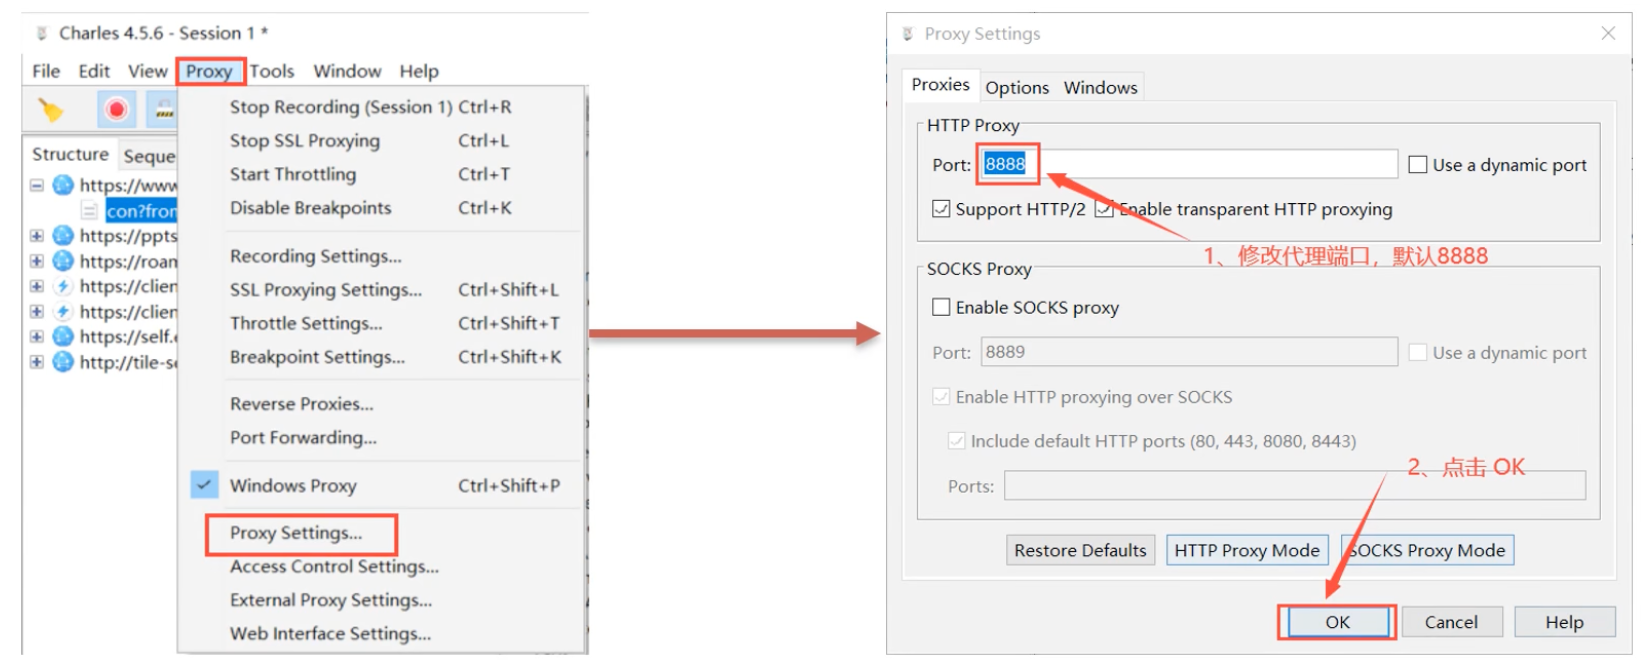 Charles 4.5.6 - Session 1 *
File Edit View Proxy Tools Window Help
Structure Seque
https://www
con?fron
https://ppts
https://roan
https://clien
https://clien
https://self.
http://tile-s
Stop Recording (Session 1) Ctrl+R
Stop SSL Proxying Ctrl+L
Start Throttling Ctrl+T
Disable Breakpoints Ctrl+K
Recording Settings...
SSL Proxying Settings... Ctrl+Shift+L
Throttle Settings... Ctrl+Shift+T
Breakpoint Settings... Ctrl+Shift+K
Reverse Proxies...
Port Forwarding...
Windows Proxy Ctrl+Shift+P
Proxy Settings...
Access Control Settings...
External Proxy Settings...
Web Interface Settings...
Proxy Settings
Proxies Options Windows
HTTP Proxy
Port: 8888 Use a dynamic port
Support HTTP/2 Enable transparent HTTP proxying
1、修改代理端口，默认8888
SOCKS Proxy
Enable SOCKS proxy
Port: 8889 Use a dynamic port
Enable HTTP proxying over SOCKS
Include default HTTP ports (80, 443, 8080, 8443)
2、点击 OK
Ports:
Restore Defaults HTTP Proxy Mode SOCKS Proxy Mode
OK Cancel Help